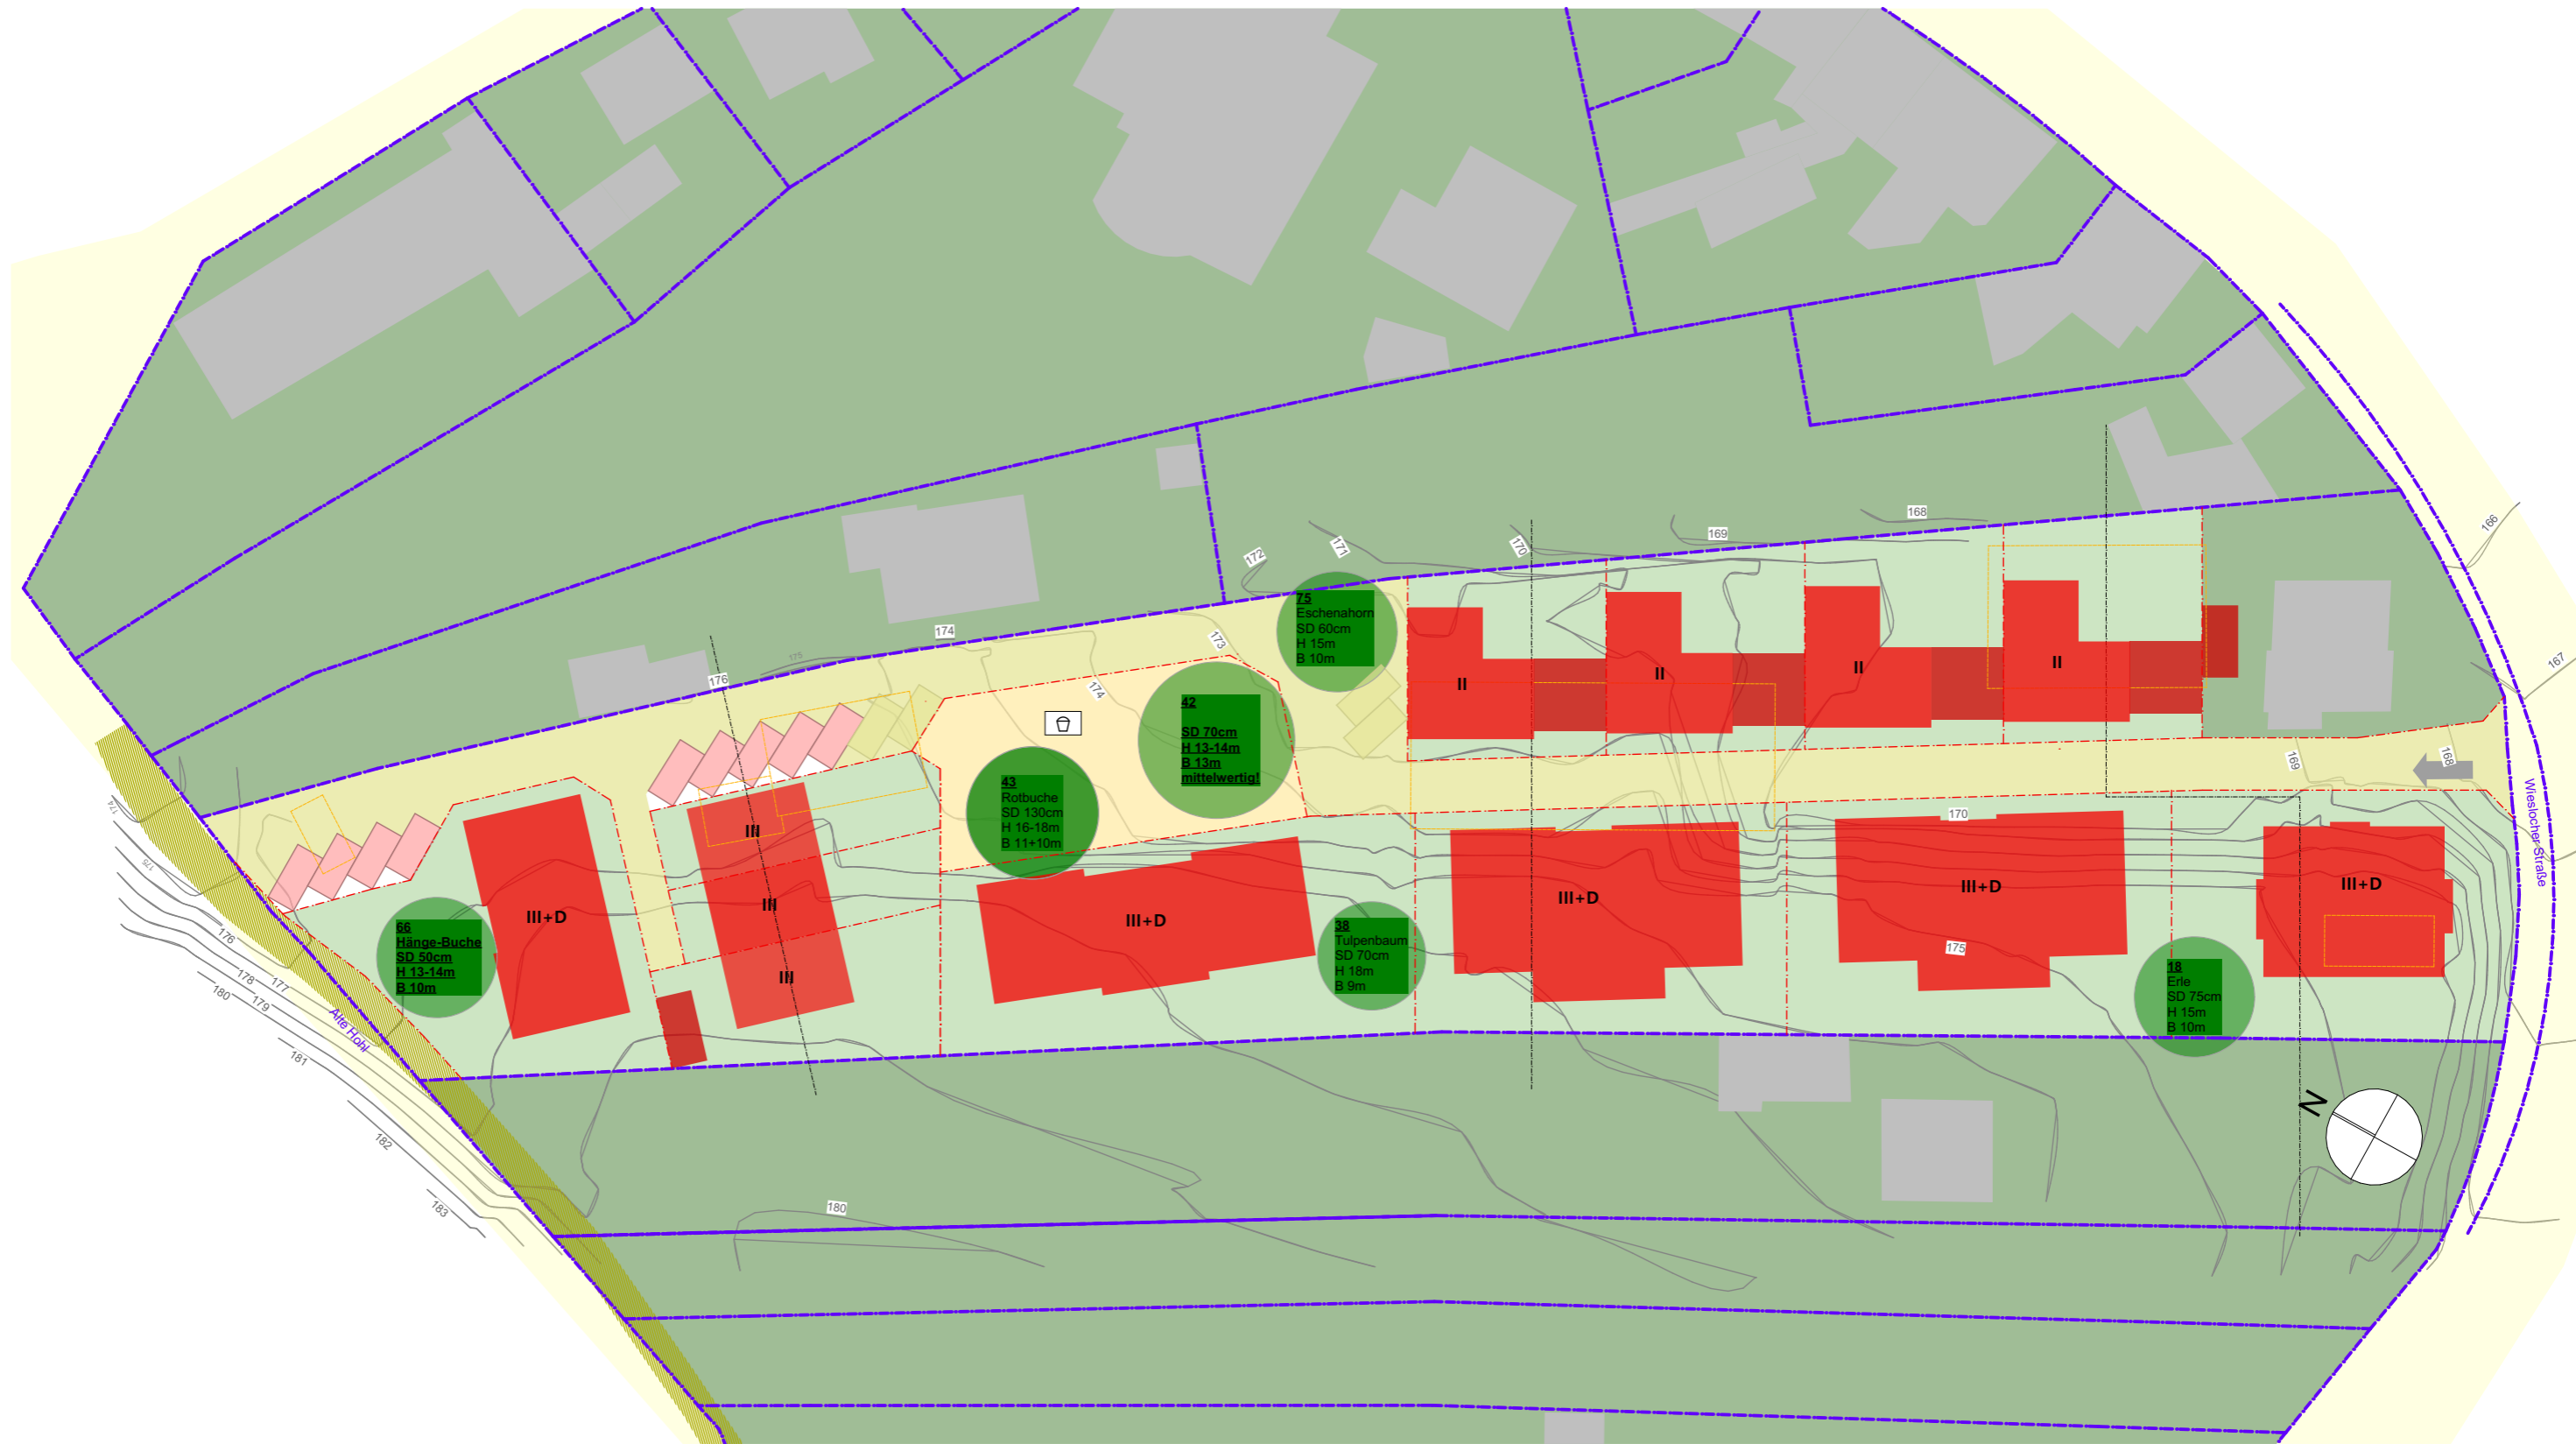 168
169
170
171
172
166
75
Eschenahorn
SD 60cm
H 15m
B 10m
174
173
175
176
174
167
II
II
II
II
42
SD 70cm
H 13-14m
B 13m
mittelwertig!
43
Rotbuche
SD 130cm
H 16-18m
B 11+10m
169
168
Wieslocher Straße
174
175
III
III
III
170
III+D
III+D
III+D
III+D
III+D
175
66
Hänge-Buche
SD 50cm
H 13-14m
B 10m
38
Tulpenbaum
SD 70cm
H 18m
B 9m
18
Erle
SD 75cm
H 15m
B 10m
176
178
177
180
179
Alte Hohl
181
182
183
180
N